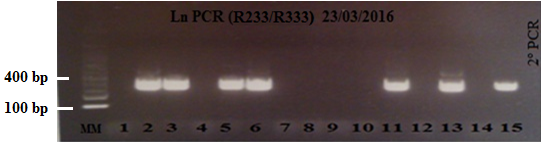 Ln PCR (R233/R333) 23/03/2016
2° PCR
400 bp
100 bp
MM 1 2 3 4 5 6 7 8 9 10 11 12 13 14 15